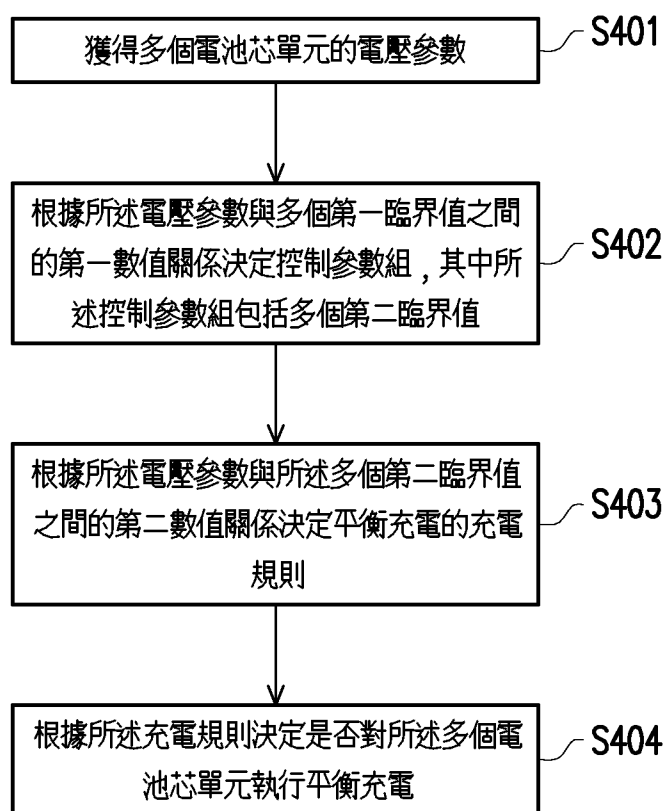 獲得多個電池芯單元的電壓參數
S401
根據所述電壓參數與多個第一臨界值之間
的第一數值關係決定控制參數組,其中所
述控制參數組包括多個第二臨界值
S402
根據所述電壓參數與所述多個第二臨界值
之間的第二數值關係決定平衡充電的充電
規則
S403
根據所述充電規則決定是否對所述多個電
池芯單元執行平衡充電
S404